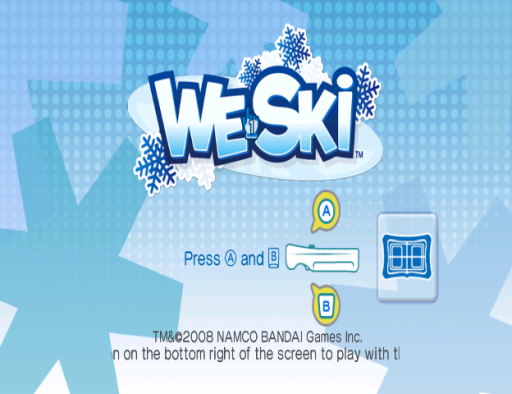 WE SKi
TM
A
Press A and B
B
TM&©2008 NAMCO BANDAI Games Inc.
on the bottom right of the screen to play with